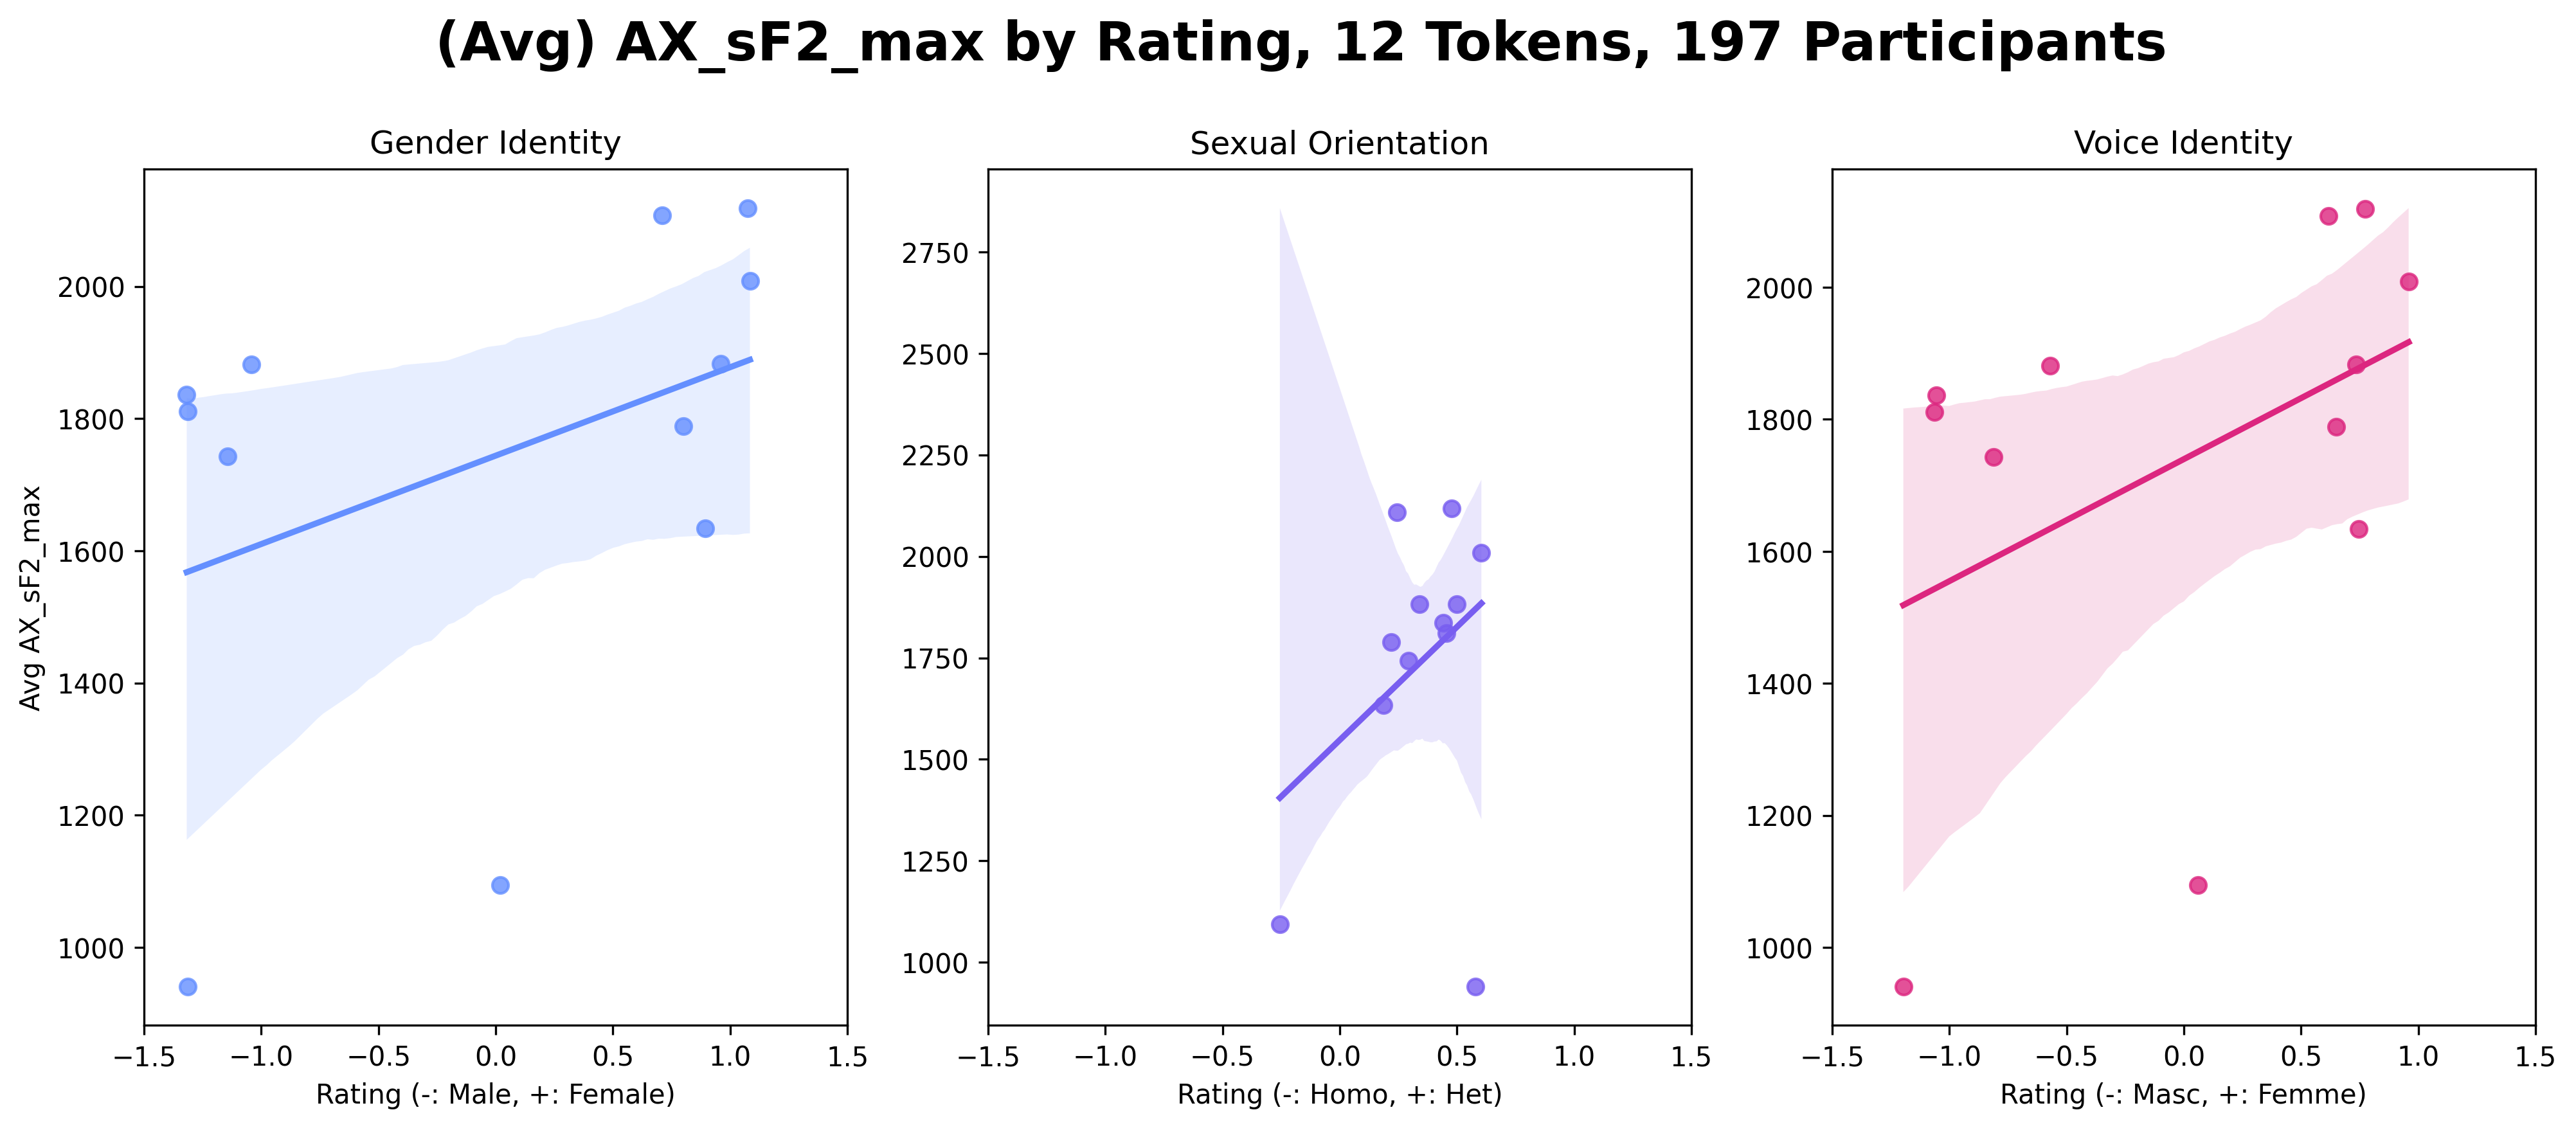 (Avg) AX_sF2_max by Rating, 12 Tokens, 197 Participants
Gender Identity
Avg AX_sF2_max
2000
1800
1600
1400
1200
1000
−1.5 −1.0 −0.5 0.0 0.5 1.0 1.5
Rating (-: Male, +: Female)
Sexual Orientation
2750
2500
2250
2000
1750
1500
1250
1000
−1.5 −1.0 −0.5 0.0 0.5 1.0 1.5
Rating (-: Homo, +: Het)
Voice Identity
2000
1800
1600
1400
1200
1000
−1.5 −1.0 −0.5 0.0 0.5 1.0 1.5
Rating (-: Masc, +: Femme)